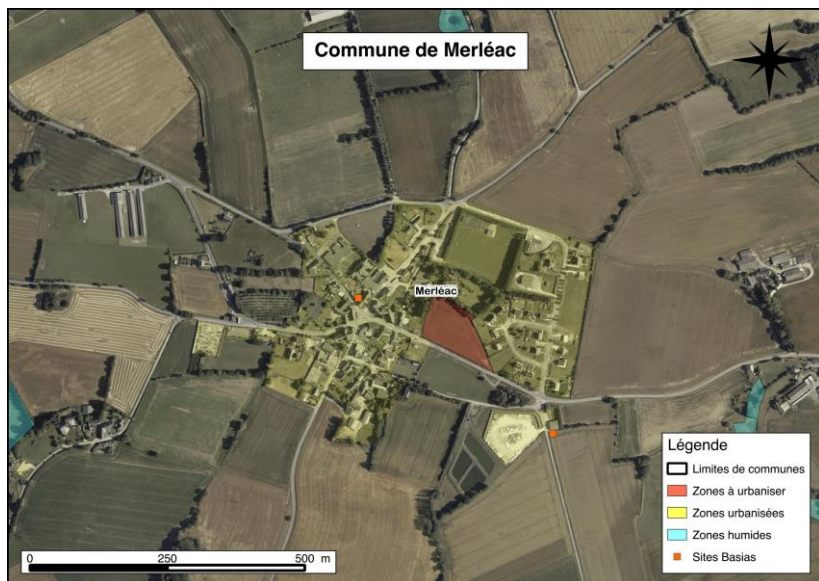 Commune de Merléac
Merléac
Légende
Limites de communes
Zones à urbaniser
Zones urbanisées
Zones humides
Sites Basias
0 250 500 m